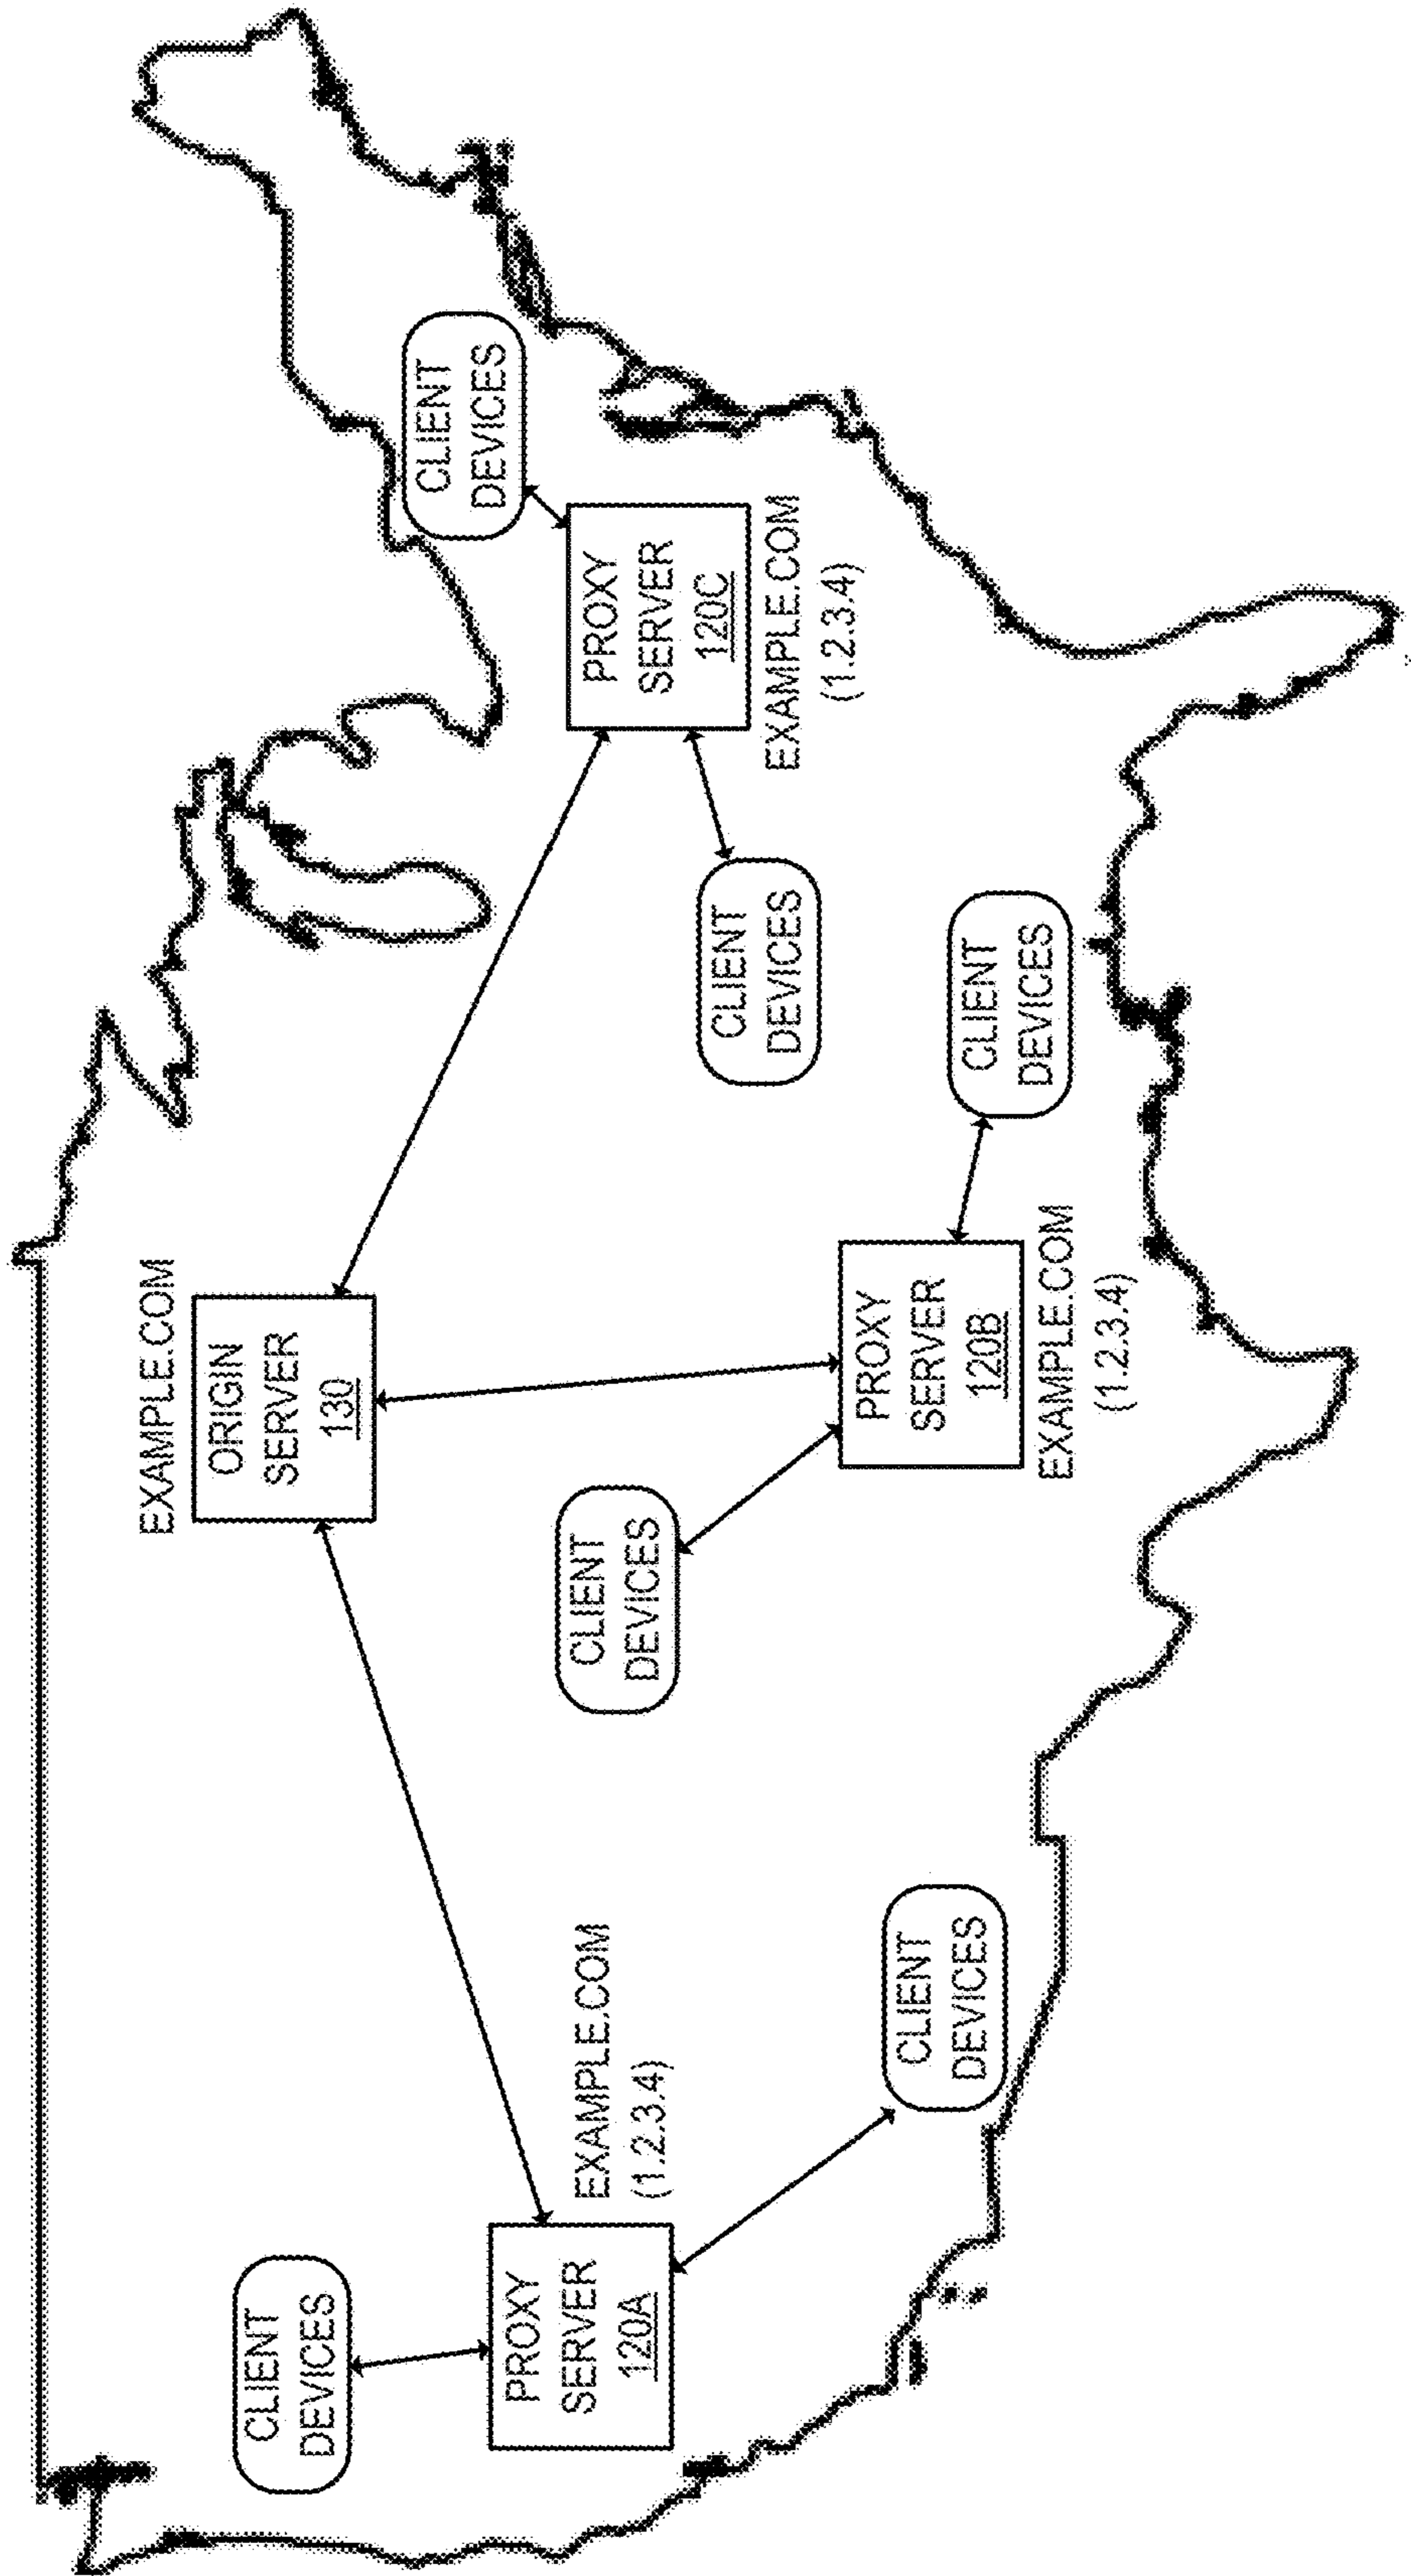 EXAMPLE.COM
ORIGIN
SERVER
130
CLIENT
DEVICES
PROXY
SERVER
120A
EXAMPLE.COM
(1.2.3.4)
CLIENT
DEVICES
CLIENT
DEVICES
PROXY
SERVER
120B
EXAMPLE.COM
(1.2.3.4)
CLIENT
DEVICES
CLIENT
DEVICES
PROXY
SERVER
120C
EXAMPLE.COM
(1.2.3.4)
CLIENT
DEVICES